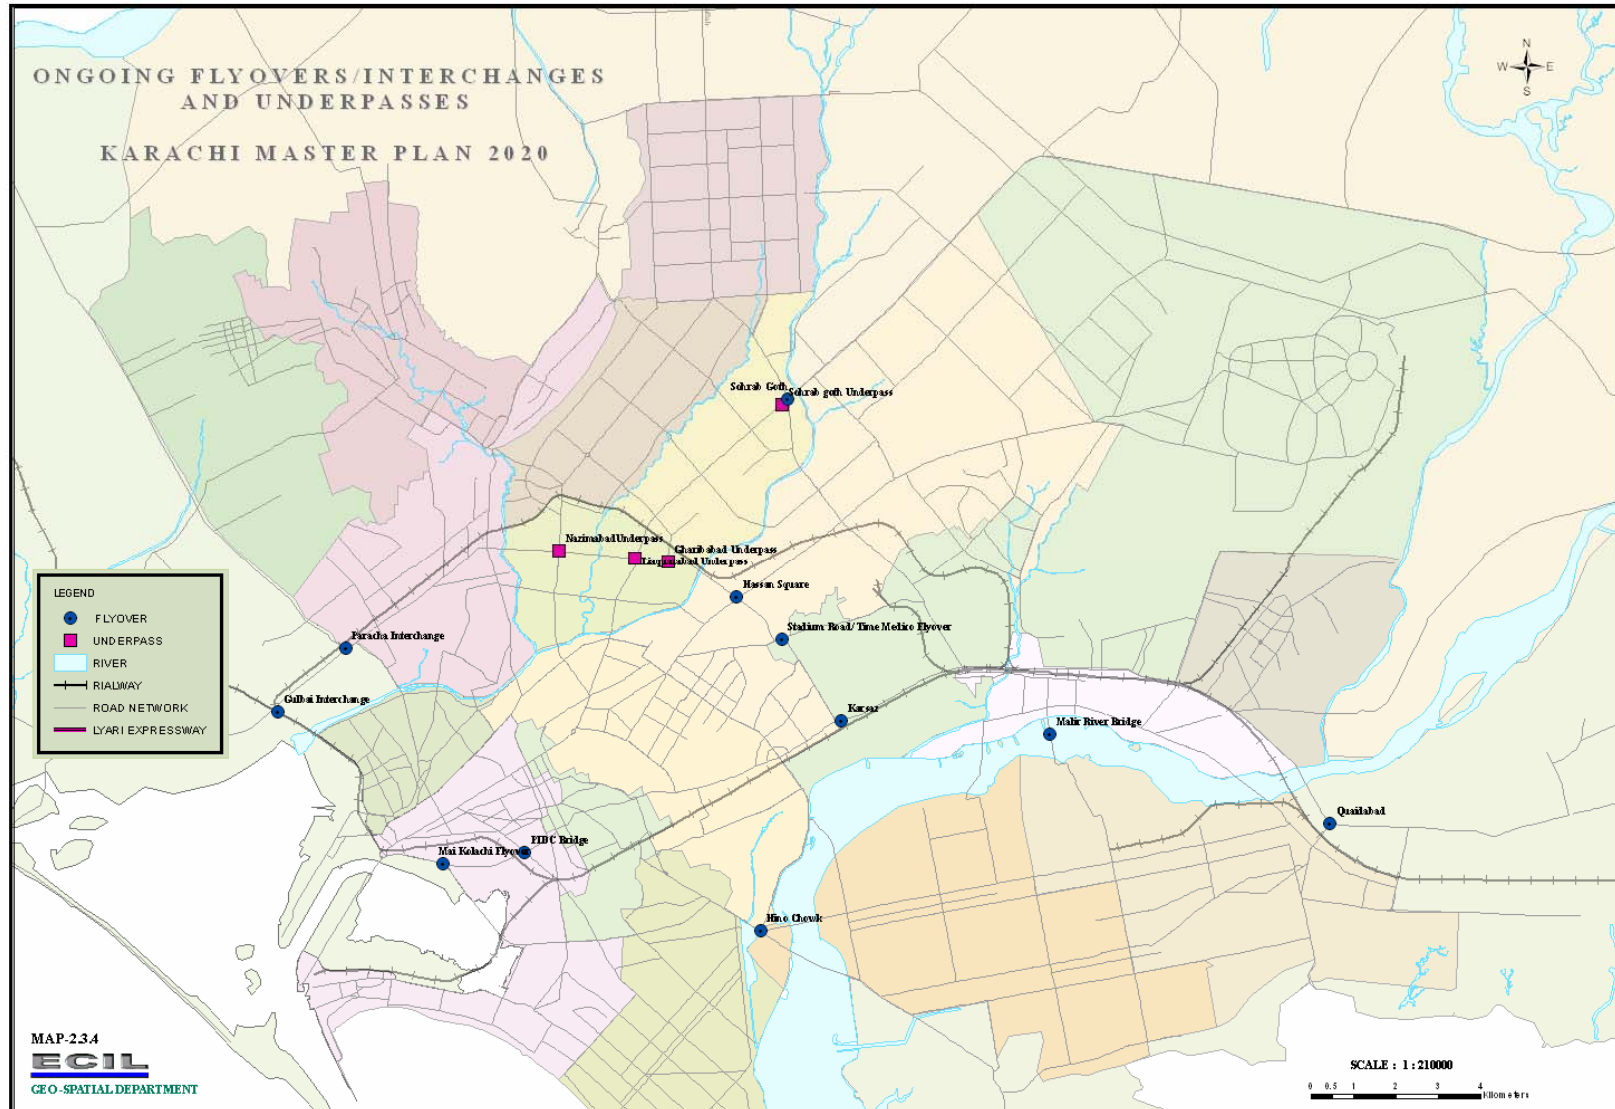 ONGOING FLYOVERS/INTERCHANGES
AND UNDERPASSES
KARACHI MASTER PLAN 2020
N
W E
S
Sohrab Goth
Sohrab goth Underpass
Nazimabad Underpass
Gharibabad Underpass
Liaquatabad Underpass
Hassan Square
Stadium Road/ Time Medico Flyover
Paracha Interchange
Gulbai Interchange
Karsaz
Malir River Bridge
Quaidabad
PIDC Bridge
Mai Kolachi Flyover
Hino Chowk
LEGEND
FLYOVER
UNDERPASS
RIVER
RIALWAY
ROAD NETWORK
LYARI EXPRESSWAY
MAP-2.3.4
ECIL
GEO-SPATIAL DEPARTMENT
SCALE : 1 : 210000
0 0.5 1 2 3 4
Kilometers